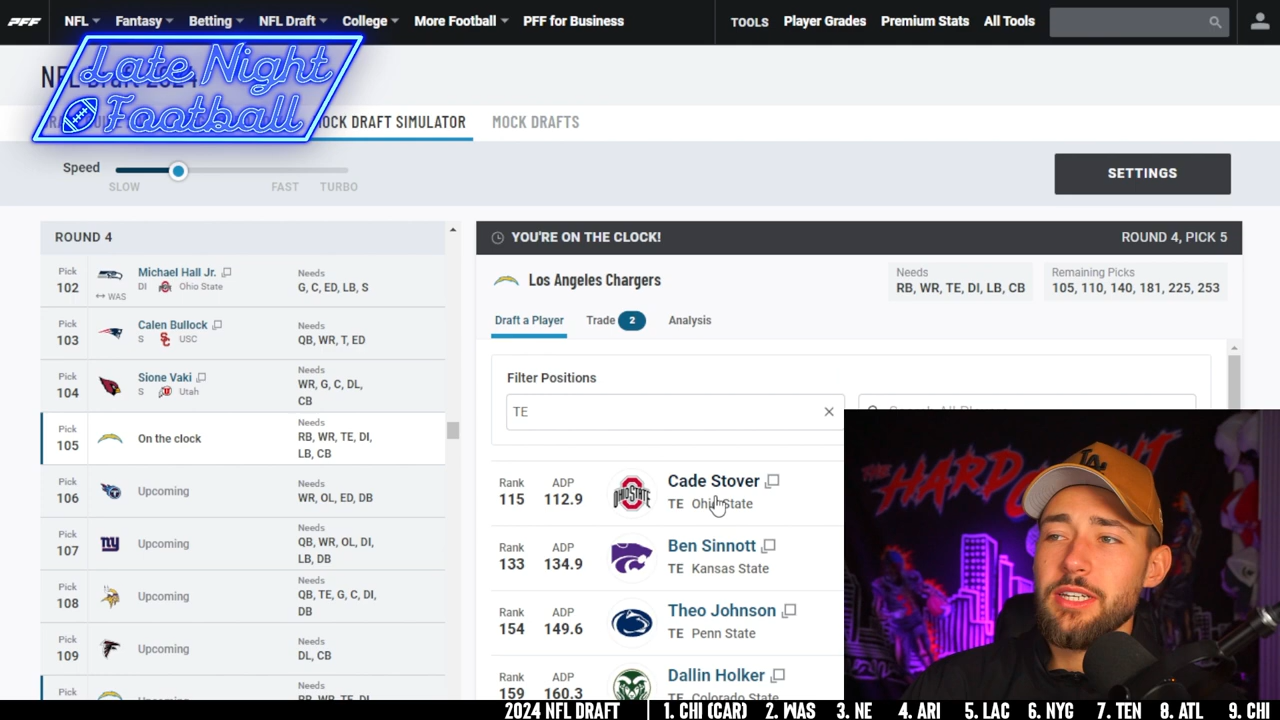 PFF
NFL
Fantasy
Betting
NFL Draft
College
More Football
PFF for Business
TOOLS
Player Grades
Premium Stats
All Tools
Late Night
Football
MOCK DRAFT SIMULATOR
MOCK DRAFTS
Speed
SLOW
FAST
TURBO
SETTINGS
ROUND 4
Pick
102
WAS
Michael Hall Jr.
DI
Ohio State
Needs
G, C, ED, LB, S
Pick
103
Calen Bullock
S
USC
Needs
QB, WR, T, ED
Pick
104
Sione Vaki
S
Utah
Needs
WR, G, C, DL,
CB
Pick
105
On the clock
Needs
RB, WR, TE, DI,
LB, CB
Pick
106
Upcoming
Needs
WR, OL, ED, DB
Pick
107
Upcoming
Needs
QB, WR, OL, DI,
LB, DB
Pick
108
Upcoming
Needs
QB, TE, G, C, DI,
DB
Pick
109
Upcoming
Needs
DL, CB
Pick
Needs
YOU'RE ON THE CLOCK!
ROUND 4, PICK 5
Los Angeles Chargers
Needs
RB, WR, TE, DI, LB, CB
Remaining Picks
105, 110, 140, 181, 225, 253
Draft a Player
Trade 2
Analysis
Filter Positions
TE
Rank
115
ADP
112.9
Cade Stover
TE Ohio State
Rank
133
ADP
134.9
Ben Sinnott
TE Kansas State
Rank
154
ADP
149.6
Theo Johnson
TE Penn State
Rank
159
ADP
160.3
Dallin Holker
TE Colorado State
THE HARD COUNT
LA
2024 NFL DRAFT
1. CHI (CAR) 2. WAS 3. NE 4. ARI 5. LAC 6. NYG 7. TEN 8. ATL 9. CHI